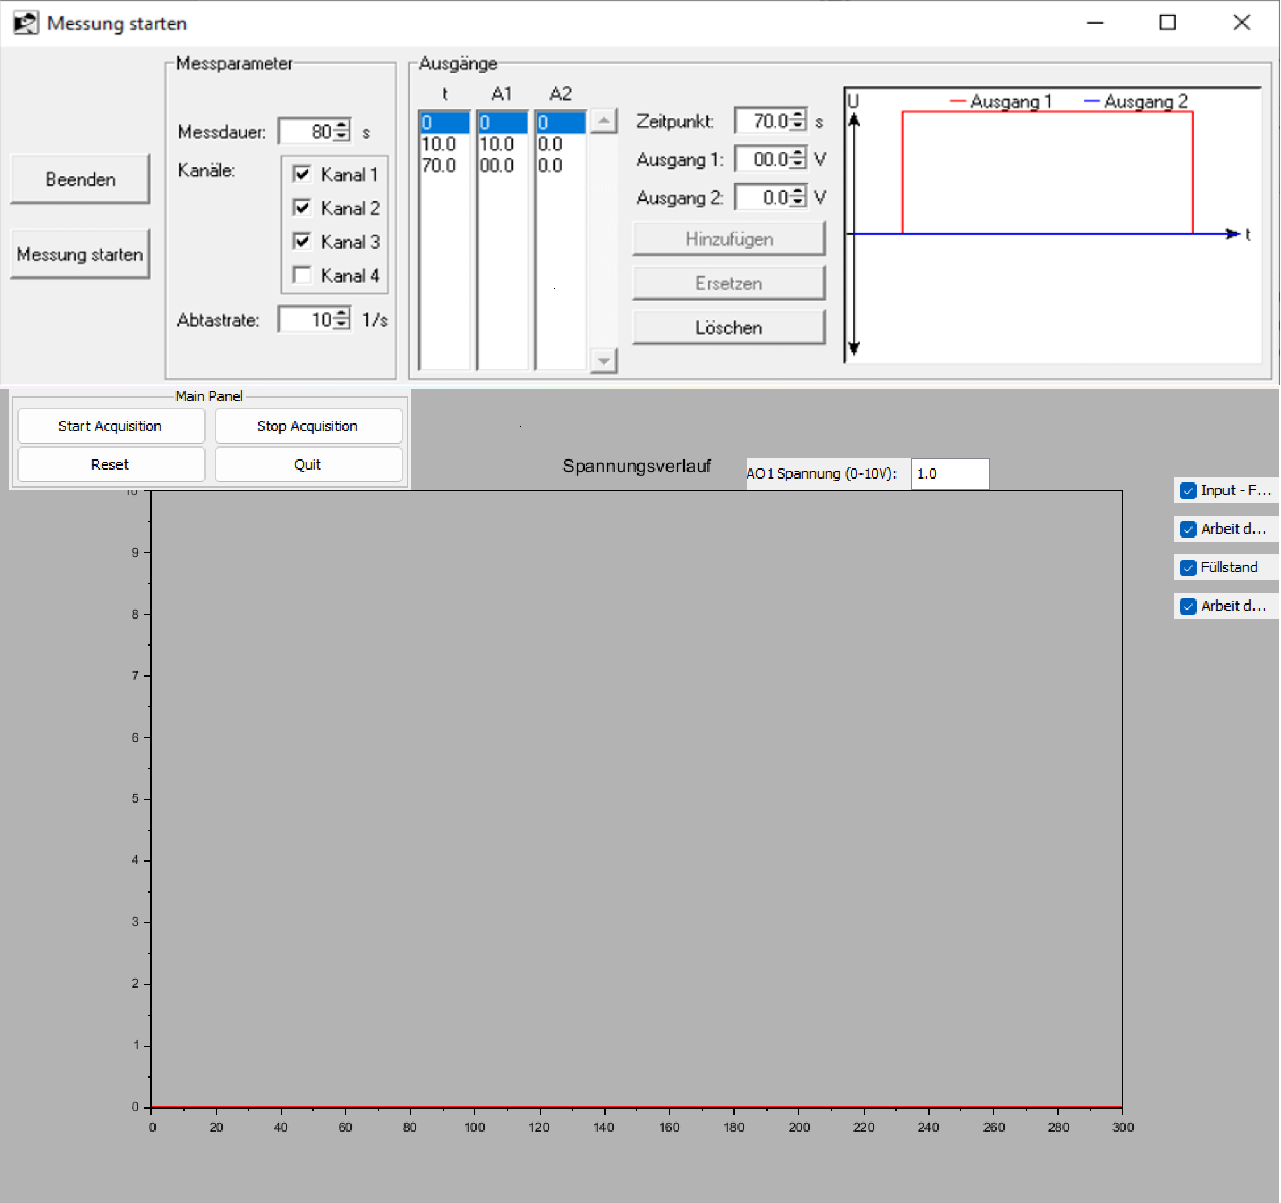 Messung starten
Messparameter
Ausgänge
t A1 A2
U
Ausgang 1 Ausgang 2
Messdauer: 80 s
0 0 0
10.0 10.0 0.0
70.0 00.0 0.0
Zeitpunkt: 70.0 s
Kanäle:
Kanal 1
Kanal 2
Kanal 3
Kanal 4
Ausgang 1: 00.0 V
Ausgang 2: 0.0 V
Beenden
Messung starten
Hinzufügen
Ersetzen
Löschen
t
Abtastrate: 10 1/s
Main Panel
Start Acquisition Stop Acquisition
Reset Quit
Spannungsverlauf
AO1 Spannung (0-10V): 1.0
Input - F...
Arbeit d...
Füllstand
Arbeit d...
10
9
8
7
6
5
4
3
2
1
0
0 20 40 60 80 100 120 140 160 180 200 220 240 260 280 300